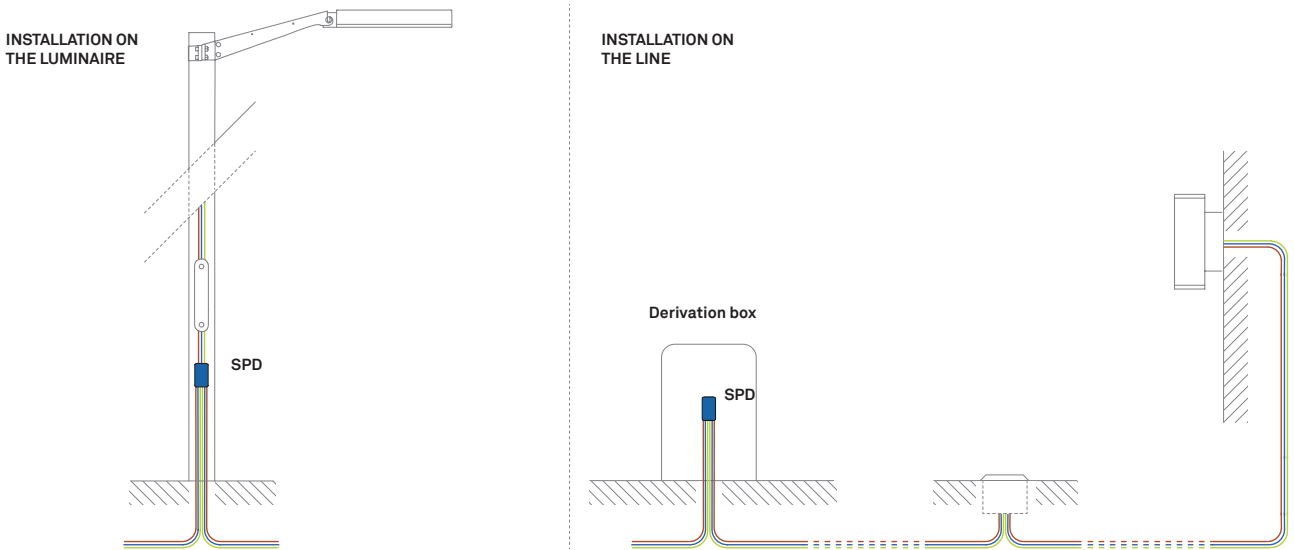 INSTALLATION ON
THE LUMINAIRE
SPD
INSTALLATION ON
THE LINE
Derivation box
SPD